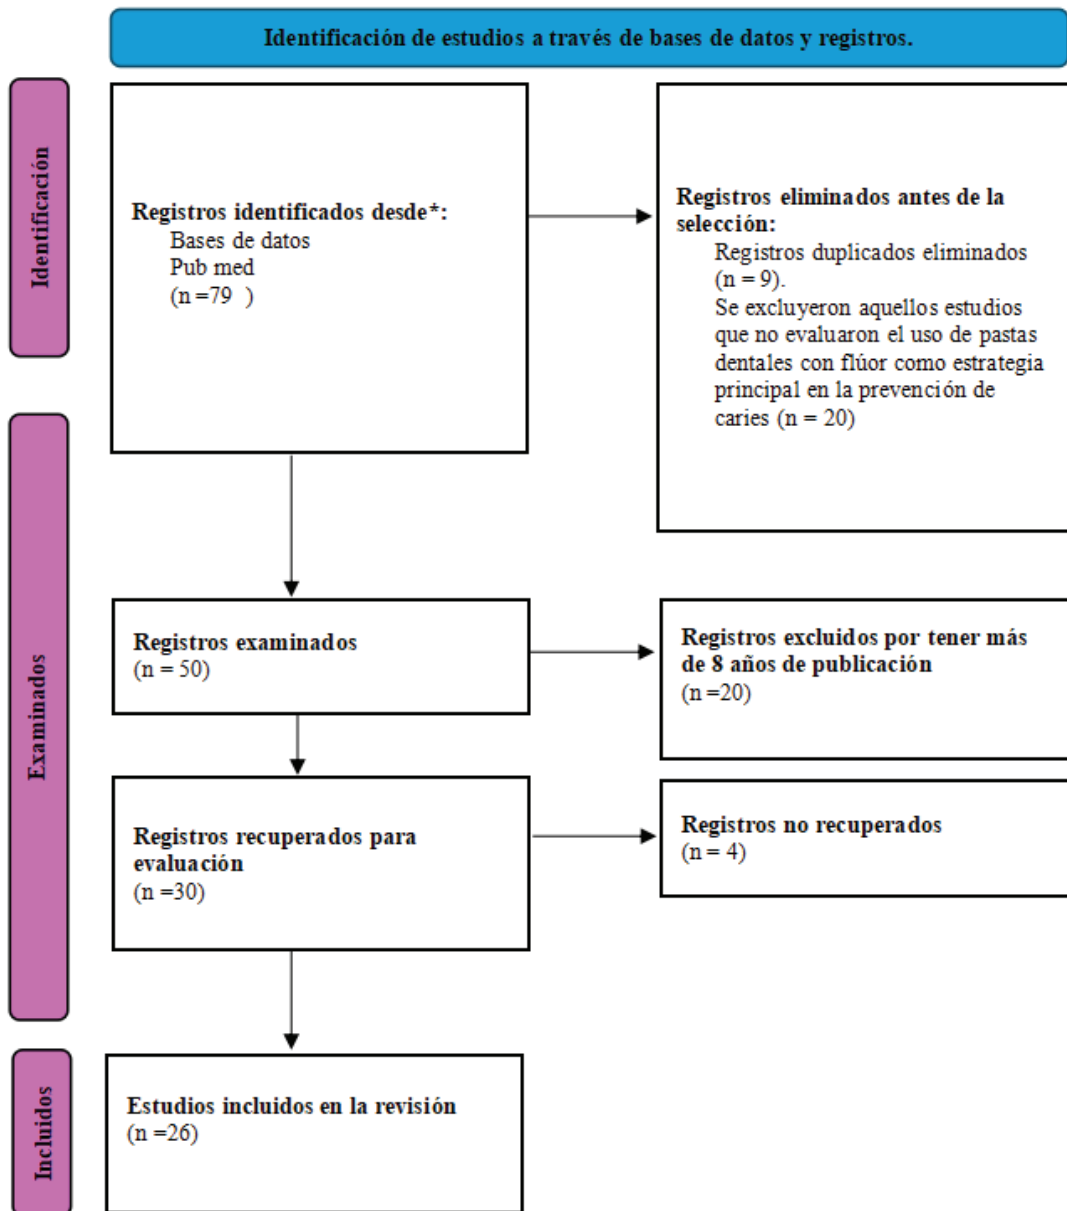 Identificación de estudios a través de bases de datos y registros.
Identificación
Registros identificados desde*:
Bases de datos
Pub med
(n =79 )
Registros eliminados antes de la
selección:
Registros duplicados eliminados
(n = 9).
Se excluyeron aquellos estudios
que no evaluaron el uso de pastas
dentales con flúor como estrategia
principal en la prevención de
caries (n = 20)
Examinados
Registros examinados
(n = 50)
Registros excluidos por tener más
de 8 años de publicación
(n =20)
Registros recuperados para
evaluación
(n =30)
Registros no recuperados
(n = 4)
Incluidos
Estudios incluidos en la revisión
(n =26)